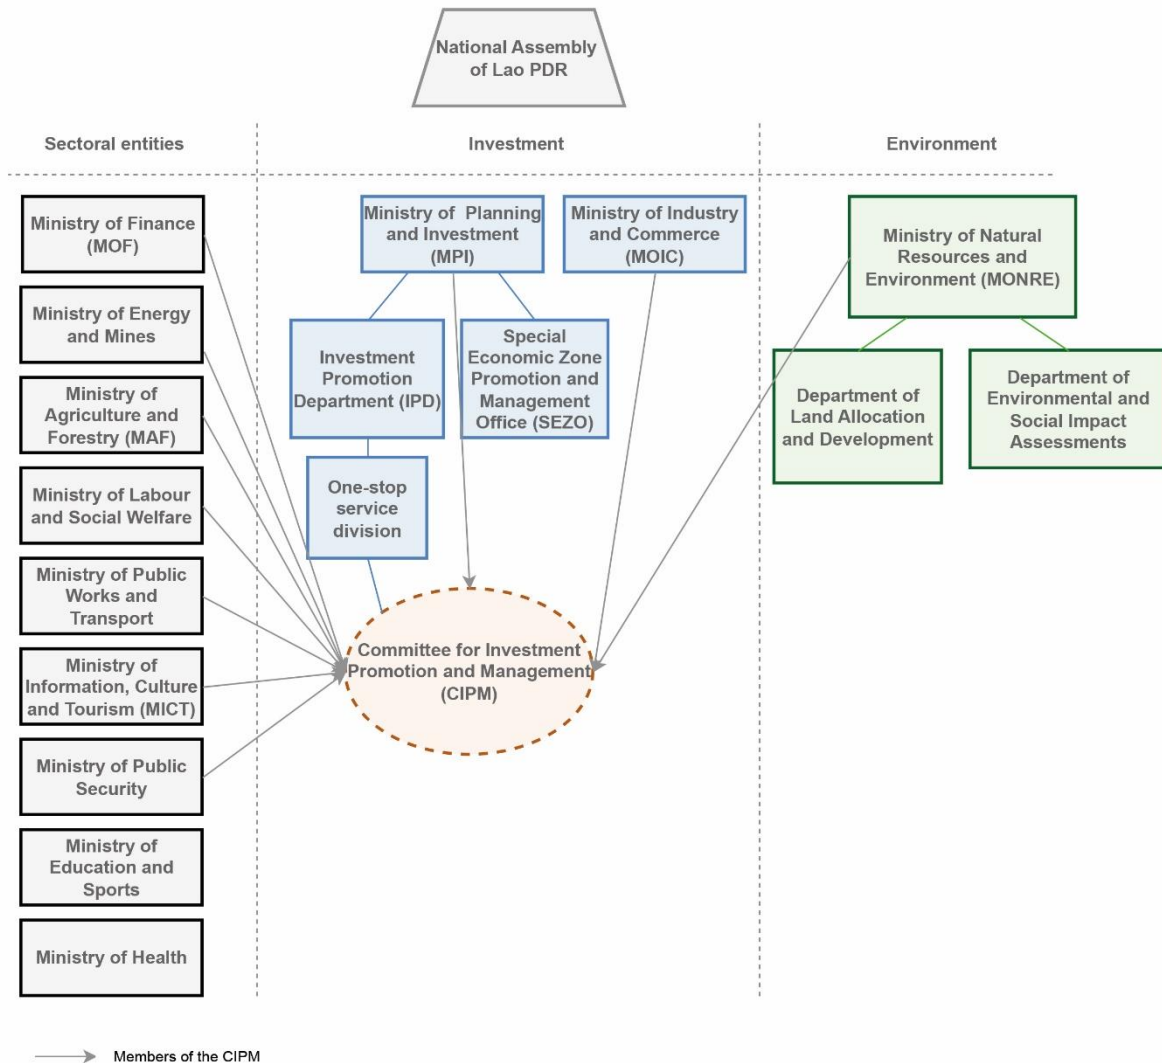 National Assembly
of Lao PDR
Sectoral entities
Investment
Environment
Ministry of Finance
(MOF)
Ministry of Energy
and Mines
Ministry of
Agriculture and
Forestry (MAF)
Ministry of Labour
and Social Welfare
Ministry of Public
Works and
Transport
Ministry of
Information, Culture
and Tourism (MICT)
Ministry of Public
Security
Ministry of
Education and
Sports
Ministry of Health
Ministry of Planning
and Investment
(MPI)
Ministry of Industry
and Commerce
(MOIC)
Investment
Promotion
Department (IPD)
Special
Economic Zone
Promotion and
Management
Office (SEZO)
One-stop
service
division
Committee for Investment
Promotion and Management
(CIPM)
Ministry of Natural
Resources and
Environment (MONRE)
Department of
Land Allocation
and Development
Department of
Environmental and
Social Impact
Assessments
Members of the CIPM